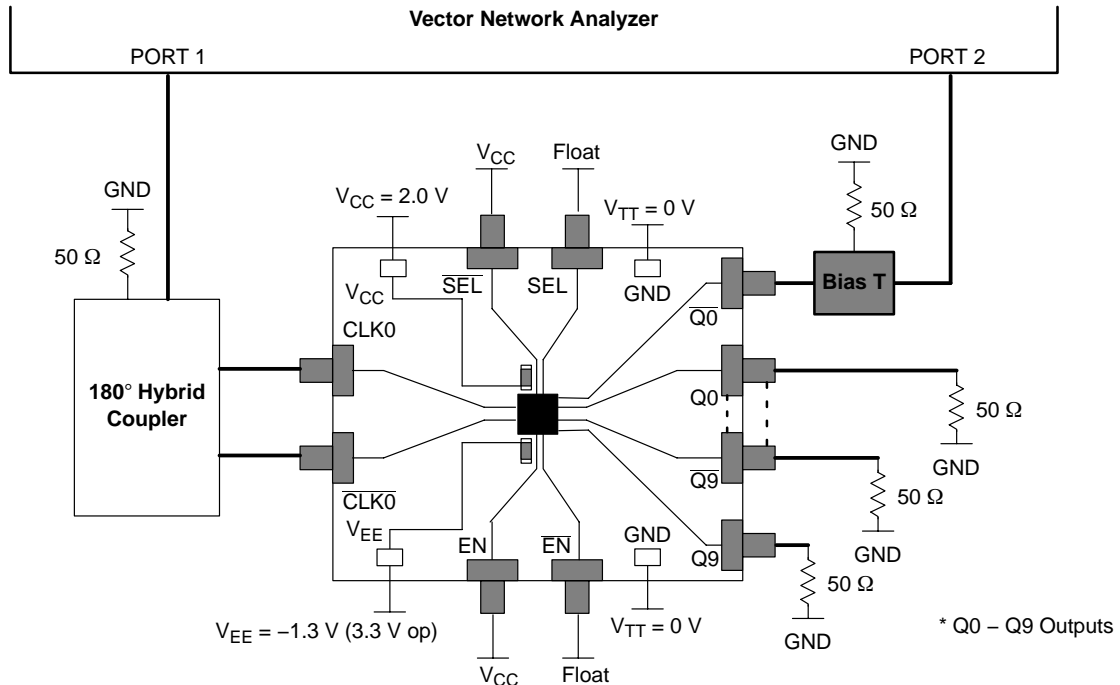 Vector Network Analyzer
PORT 1
PORT 2
GND
50 Ω
V_CC
Float
V_CC = 2.0 V
V_TT = 0 V
GND
50 Ω
Bias T
V_CC
SEL
SEL
GND
Q0
CLK0
180° Hybrid
Coupler
Q0
50 Ω
GND
CLK0
Q9
50 Ω
GND
V_EE
EN
EN
GND
Q9
50 Ω
GND
V_EE = –1.3 V (3.3 V op)
V_TT = 0 V
* Q0 – Q9 Outputs
V_CC
Float